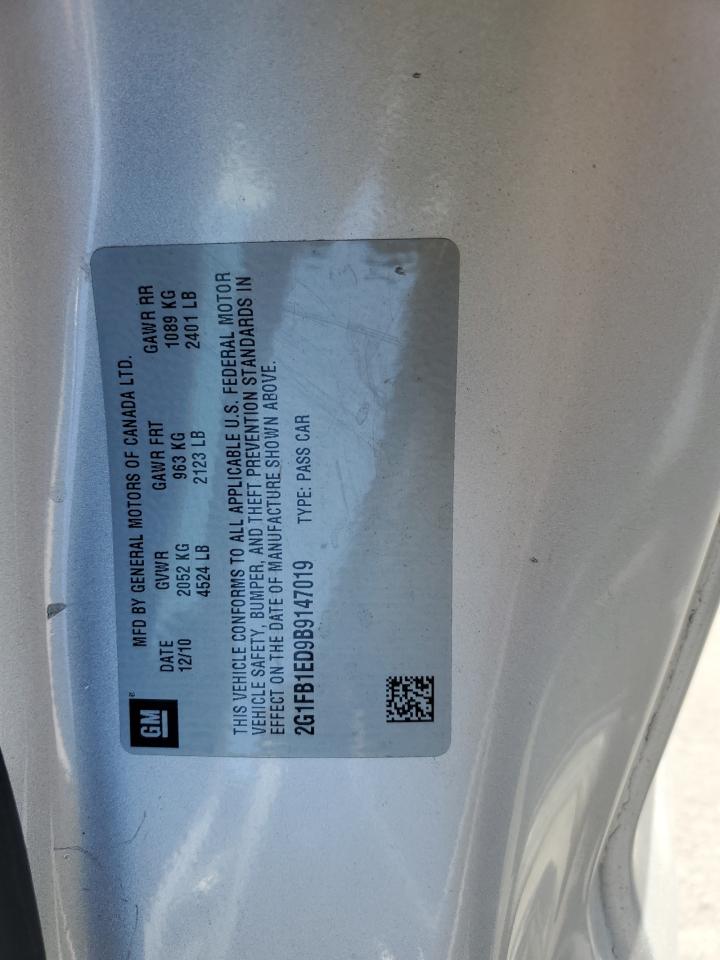 GM
MFD BY GENERAL MOTORS OF CANADA LTD.
DATE GVWR GAWR FRT GAWR RR
12/10 2052 KG 963 KG 1089 KG
4524 LB 2123 LB 2401 LB
THIS VEHICLE CONFORMS TO ALL APPLICABLE U.S. FEDERAL MOTOR
VEHICLE SAFETY, BUMPER, AND THEFT PREVENTION STANDARDS IN
EFFECT ON THE DATE OF MANUFACTURE SHOWN ABOVE.
2G1FB1ED9B9147019 TYPE: PASS CAR